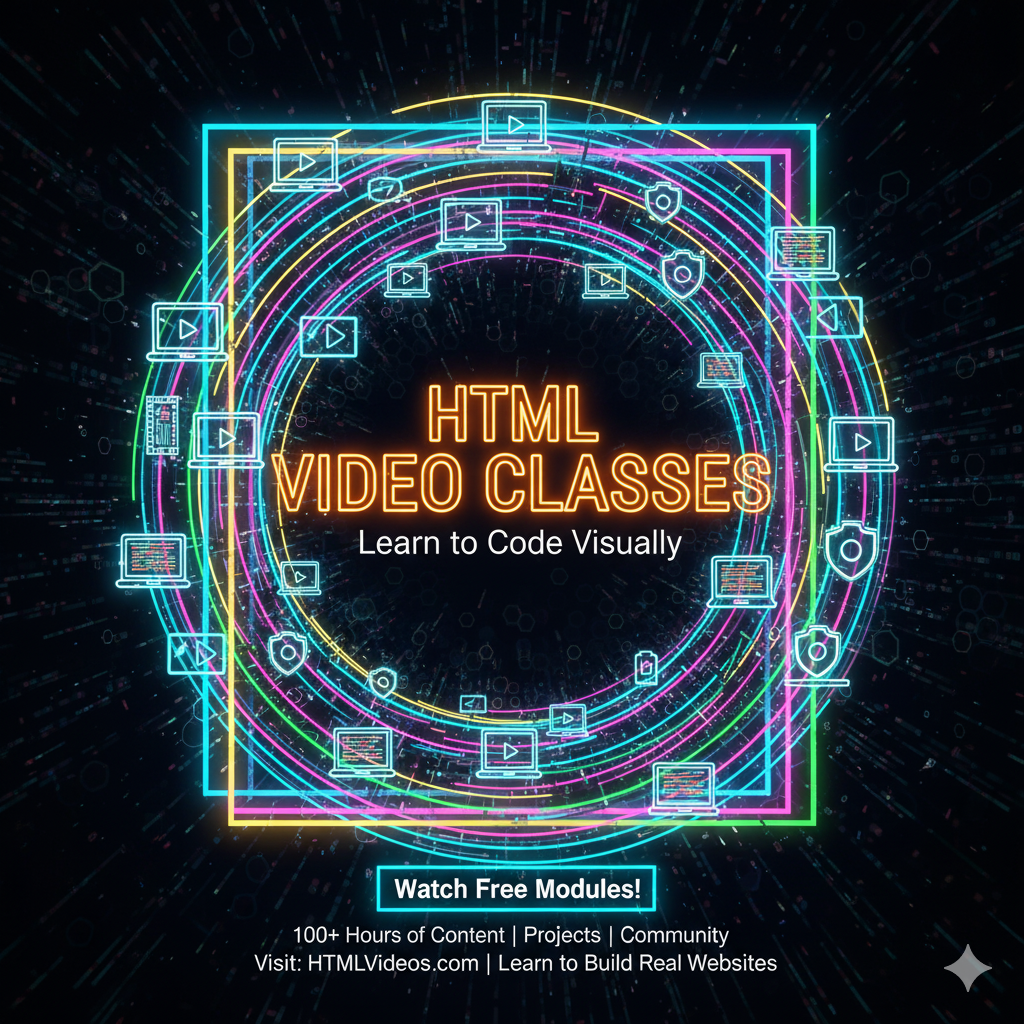 HTML
VIDEO CLASSES
Learn to Code Visually
Watch Free Modules!
100+ Hours of Content | Projects | Community
Visit: HTMLVideos.com | Learn to Build Real Websites